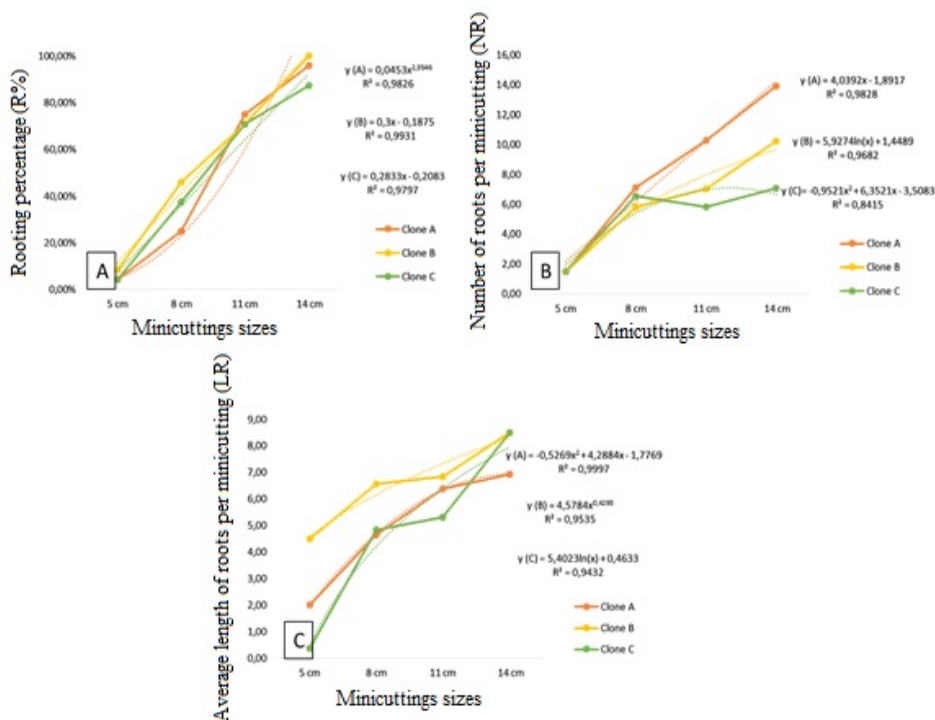 Rooting percentage (R%)
100,00%
80,00%
60,00%
40,00%
20,00%
0,00%
A
5 cm 8 cm 11 cm 14 cm
Minicuttings sizes
R² = 0,9826
y (B) = 0,3x - 0,1875
R² = 0,9931
y (C) = 0,2833x - 0,2083
R² = 0,9797
Clone A
Clone B
Clone C
Number of roots per minicutting (NR)
16,00
14,00
12,00
10,00
8,00
6,00
4,00
2,00
0,00
B
5 cm 8 cm 11 cm 14 cm
Minicuttings sizes
y (A) = 4,0392x - 1,8917
R² = 0,9828
y (B) = 5,9274ln(x) + 1,4489
R² = 0,9682
y (C) = -0,9521x² + 6,3521x - 3,5083
R² = 0,8415
Clone A
Clone B
Clone C
Average length of roots per minicutting (LR)
9,00
8,00
7,00
6,00
5,00
4,00
3,00
2,00
1,00
0,00
C
5 cm 8 cm 11 cm 14 cm
Minicuttings sizes
y (A) = -0,5269x² + 4,2884x - 1,7769
R² = 0,9997
R² = 0,9535
y (C) = 5,4023ln(x) + 0,4633
R² = 0,9432
Clone A
Clone B
Clone C